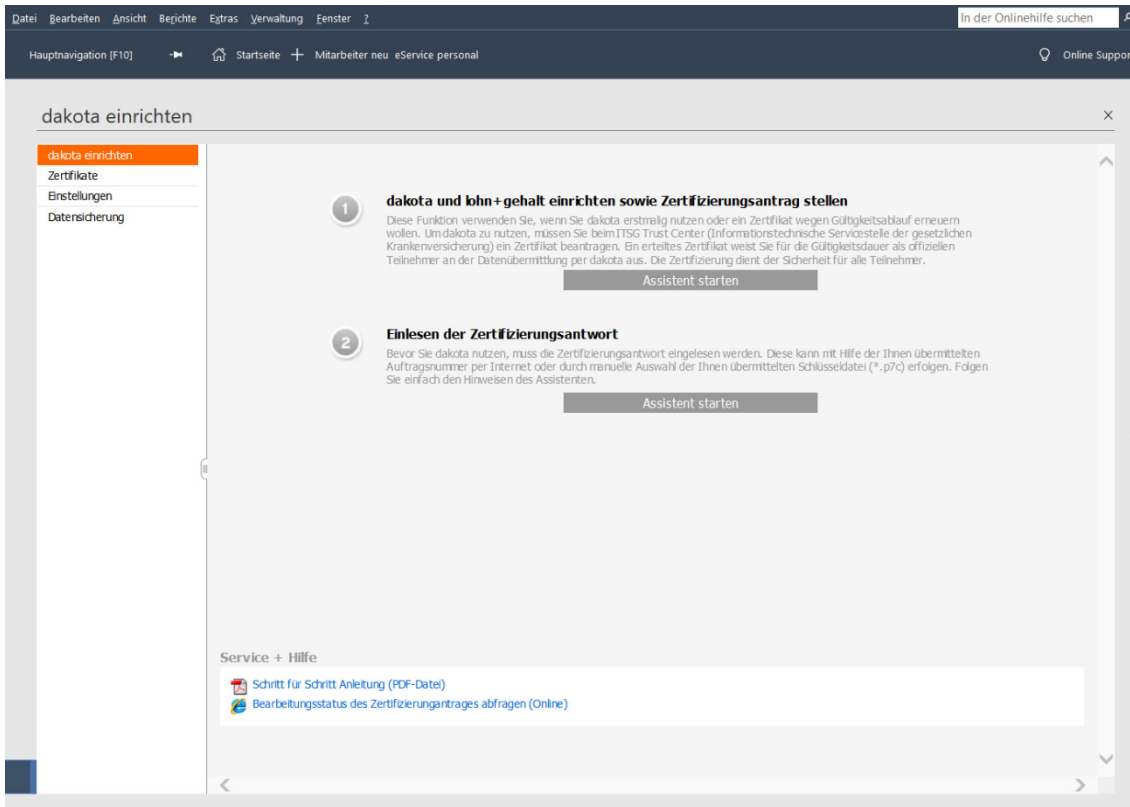 Datei Bearbeiten Ansicht Berichte Extras Verwaltung Fenster ?
In der Onlinehilfe suchen
Hauptnavigation [F10] Startseite Mitarbeiter neu eService personal
Online Suppor
dakota einrichten
dakota einrichten
Zertifikate
Einstellungen
Datensicherung
1
dakota und lohn+gehalt einrichten sowie Zertifizierungsantrag stellen
Diese Funktion verwenden Sie, wenn Sie dakota erstmalig nutzen oder ein Zertifikat wegen Gültigkeitsablauf erneuern
wollen. Um dakota zu nutzen, müssen Sie beim ITSG Trust Center (Informationstechnische Servicestelle der gesetzlichen
Krankenversicherung) ein Zertifikat beantragen. Ein erteiltes Zertifikat weist Sie für die Gültigkeitsdauer als offiziellen
Teilnehmer an der Datenübermittlung per dakota aus. Die Zertifizierung dient der Sicherheit für alle Teilnehmer.
Assistent starten
2
Einlesen der Zertifizierungsantwort
Bevor Sie dakota nutzen, muss die Zertifizierungsantwort eingelesen werden. Diese kann mit Hilfe der Ihnen übermittelten
Auftragsnummer per Internet oder durch manuelle Auswahl der Ihnen übermittelten Schlüsseldatei (*.p7c) erfolgen. Folgen
Sie einfach den Hinweisen des Assistenten.
Assistent starten
Service + Hilfe
Schritt für Schritt Anleitung (PDF-Datei)
Bearbeitungsstatus des Zertifizierungantrages abfragen (Online)